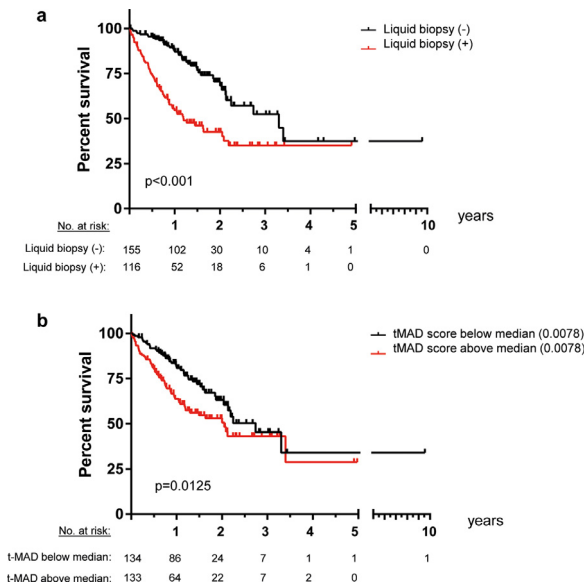 a
Liquid biopsy (-)
Liquid biopsy (+)
Percent survival
100
75
50
25
0
p<0.001
1 2 3 4 5 10
years
No. at risk:
Liquid biopsy (-): 155 102 30 10 4 1 0
Liquid biopsy (+): 116 52 18 6 1 0
b
tMAD score below median (0.0078)
tMAD score above median (0.0078)
Percent survival
100
75
50
25
0
p=0.0125
1 2 3 4 5 10
years
No. at risk:
t-MAD below median: 134 86 24 7 1 1 1
t-MAD above median: 133 64 22 7 2 0